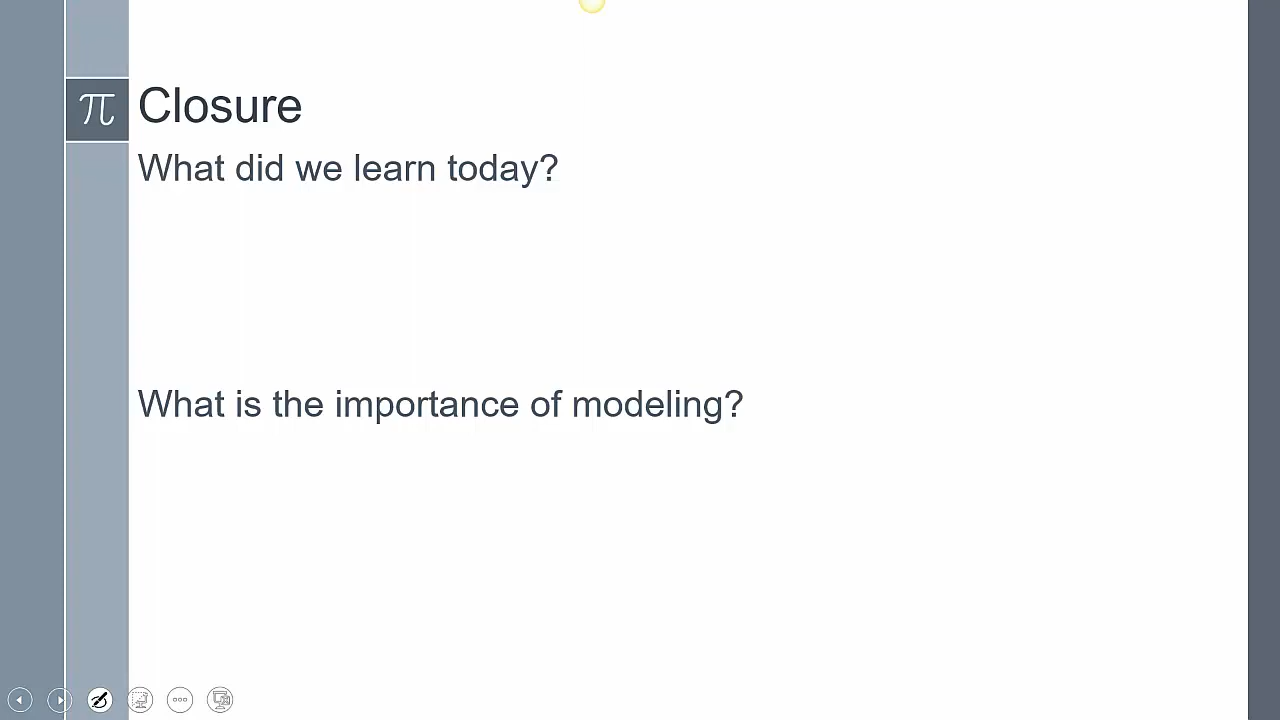 π
Closure
What did we learn today?
What is the importance of modeling?